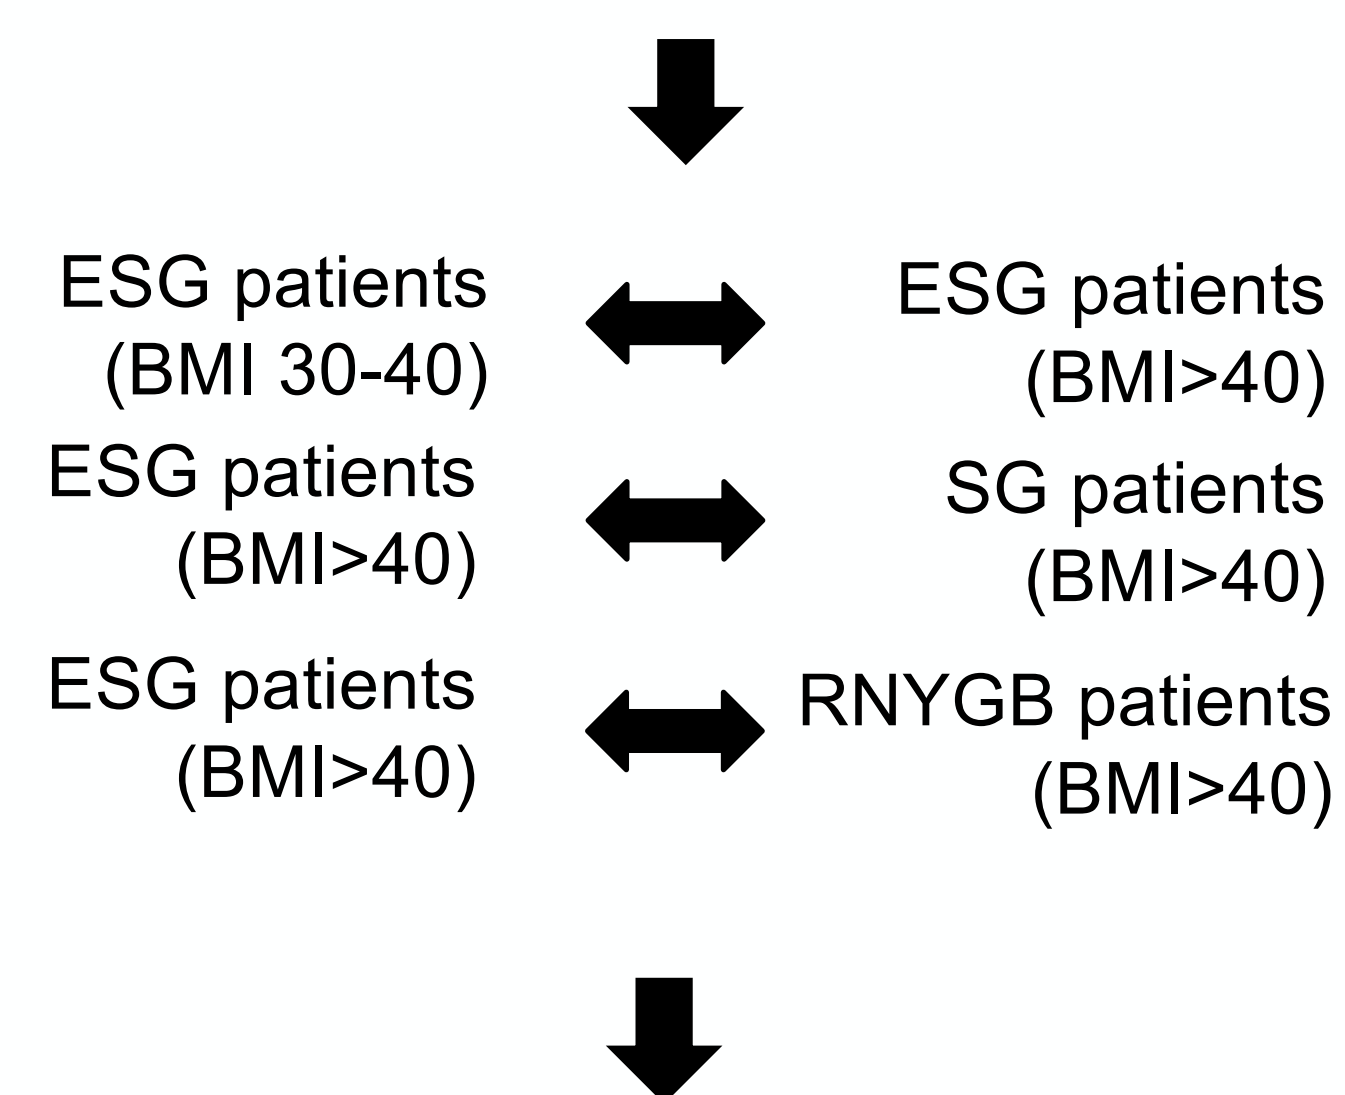 ESG patients
(BMI 30-40)
ESG patients
(BMI>40)
ESG patients
(BMI>40)
SG patients
(BMI>40)
ESG patients
(BMI>40)
RNYGB patients
(BMI>40)